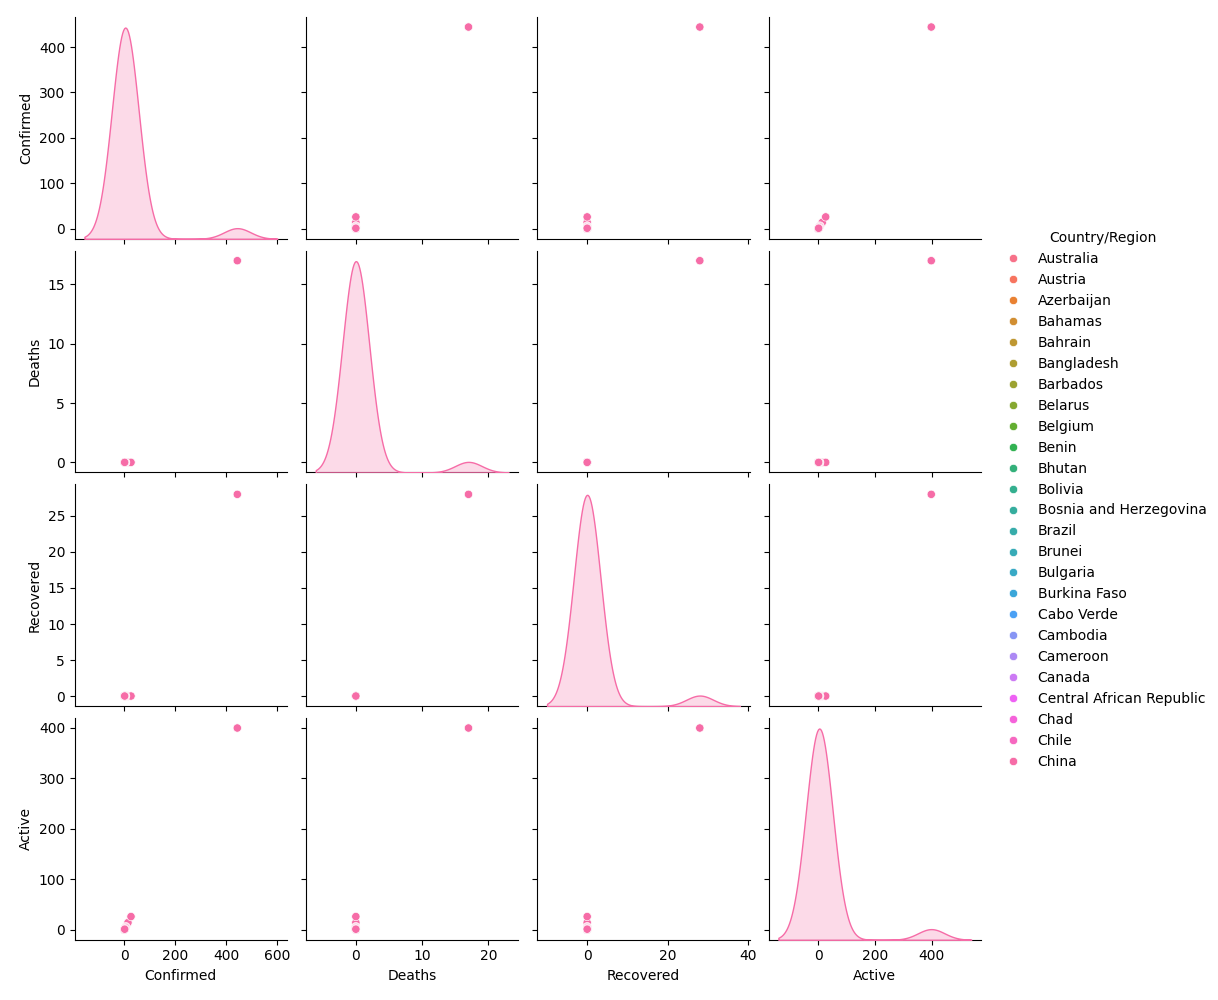 400
300
200
100
0
Confirmed
15
10
5
0
Deaths
25
20
15
10
5
0
Recovered
400
300
200
100
0
Active
0 200 400 600
Confirmed
0 10 20
Deaths
0 20 40
Recovered
0 200 400
Active
Country/Region
Australia
Austria
Azerbaijan
Bahamas
Bahrain
Bangladesh
Barbados
Belarus
Belgium
Benin
Bhutan
Bolivia
Bosnia and Herzegovina
Brazil
Brunei
Bulgaria
Burkina Faso
Cabo Verde
Cambodia
Cameroon
Canada
Central African Republic
Chad
Chile
China